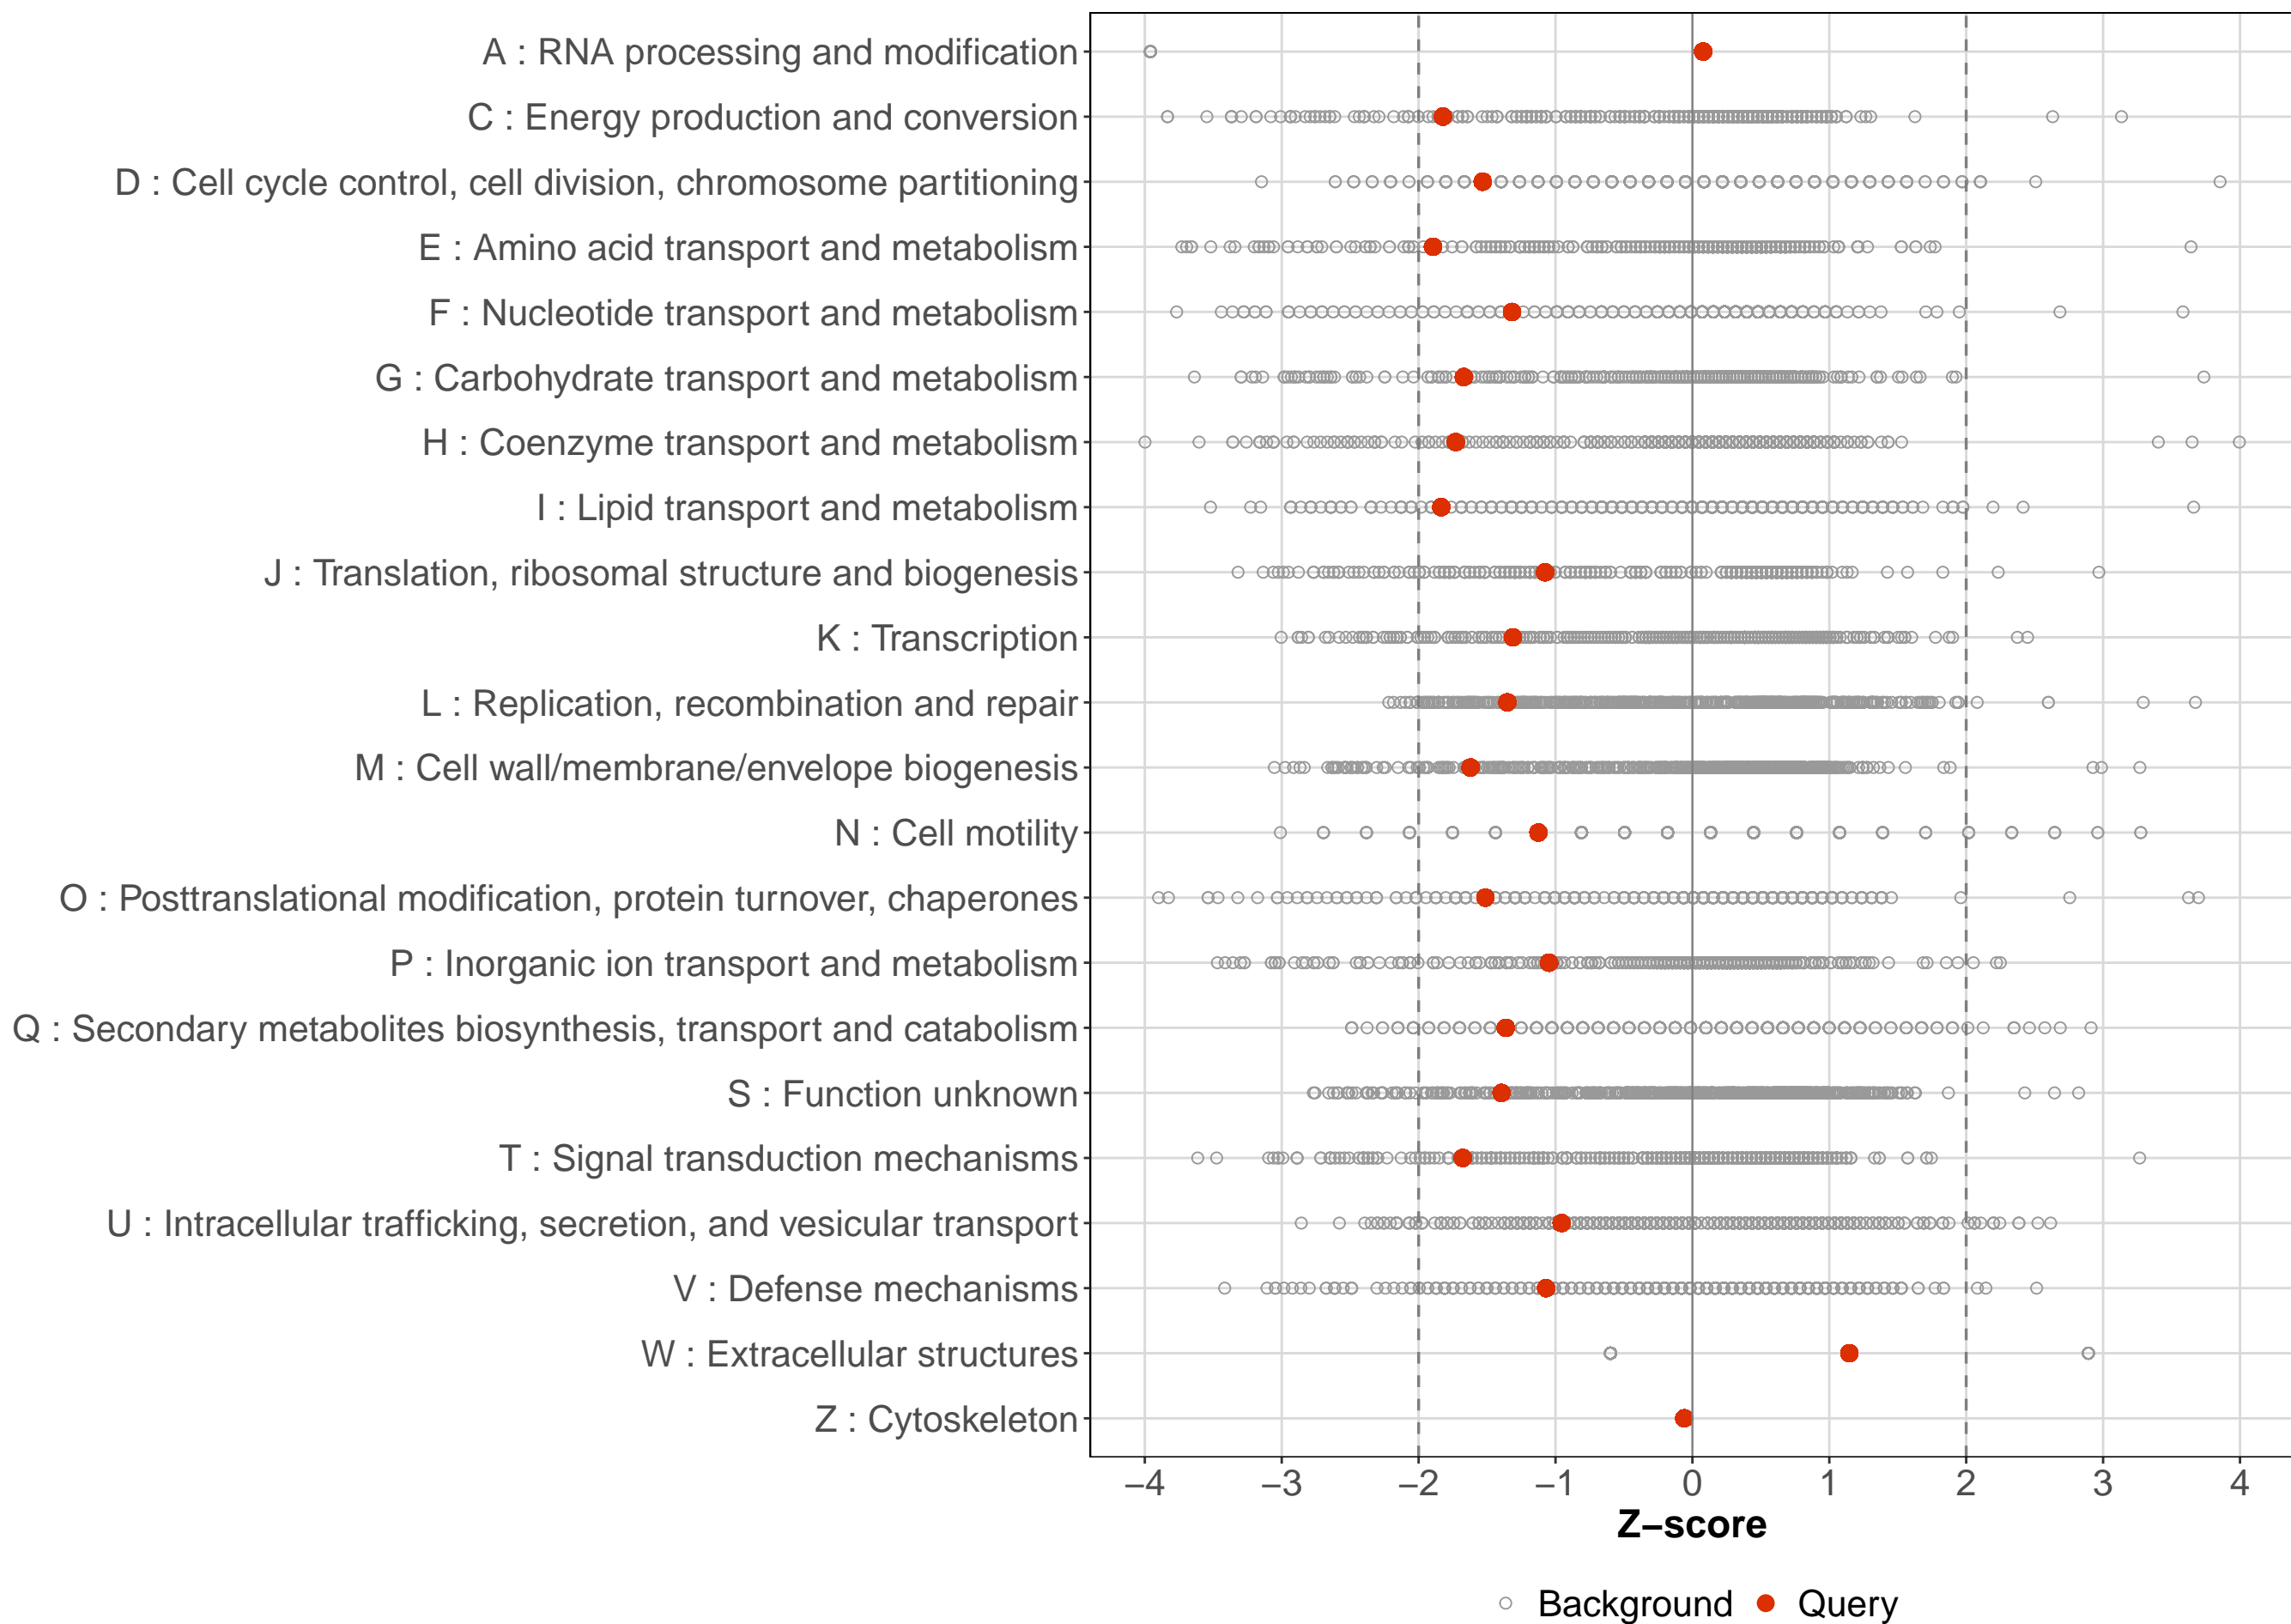 A : RNA processing and modification
C : Energy production and conversion
D : Cell cycle control, cell division, chromosome partitioning
E : Amino acid transport and metabolism
F : Nucleotide transport and metabolism
G : Carbohydrate transport and metabolism
H : Coenzyme transport and metabolism
I : Lipid transport and metabolism
J : Translation, ribosomal structure and biogenesis
K : Transcription
L : Replication, recombination and repair
M : Cell wall/membrane/envelope biogenesis
N : Cell motility
O : Posttranslational modification, protein turnover, chaperones
P : Inorganic ion transport and metabolism
Q : Secondary metabolites biosynthesis, transport and catabolism
S : Function unknown
T : Signal transduction mechanisms
U : Intracellular trafficking, secretion, and vesicular transport
V : Defense mechanisms
W : Extracellular structures
Z : Cytoskeleton
−4 −3 −2 −1 0 1 2 3 4
Z−score
Background Query